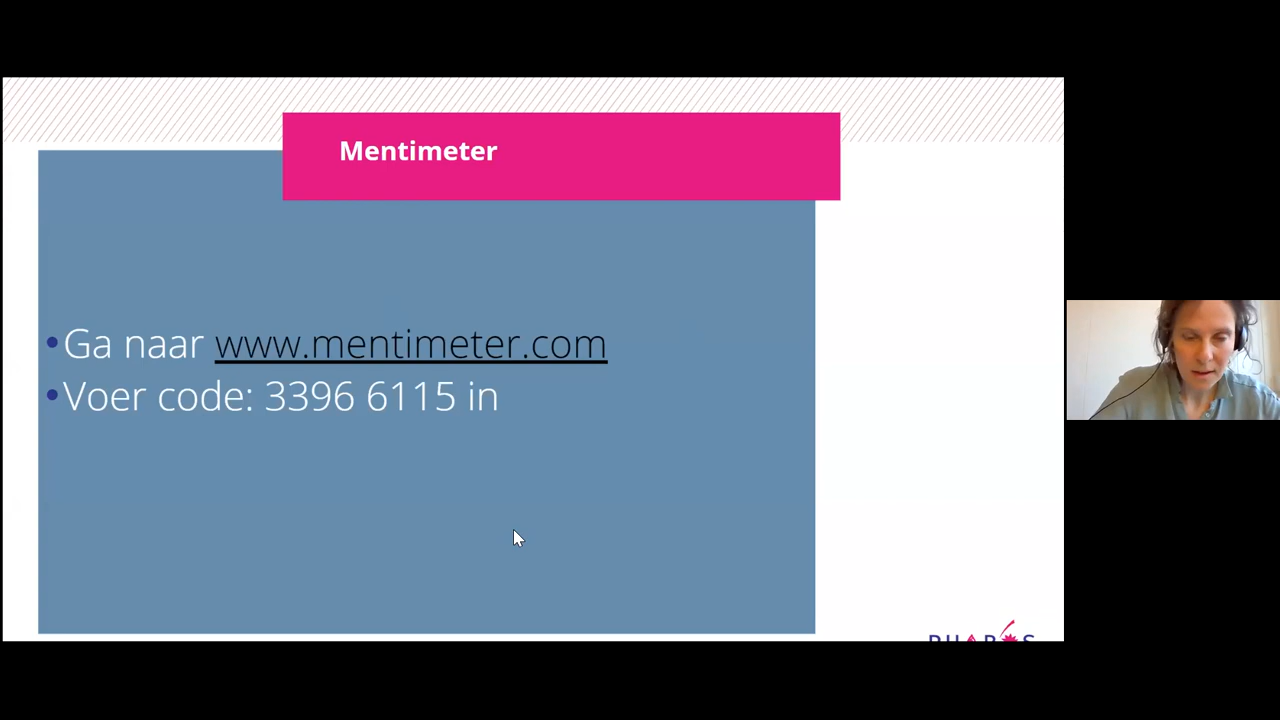 Mentimeter
•Ga naar www.mentimeter.com
•Voer code: 3396 6115 in